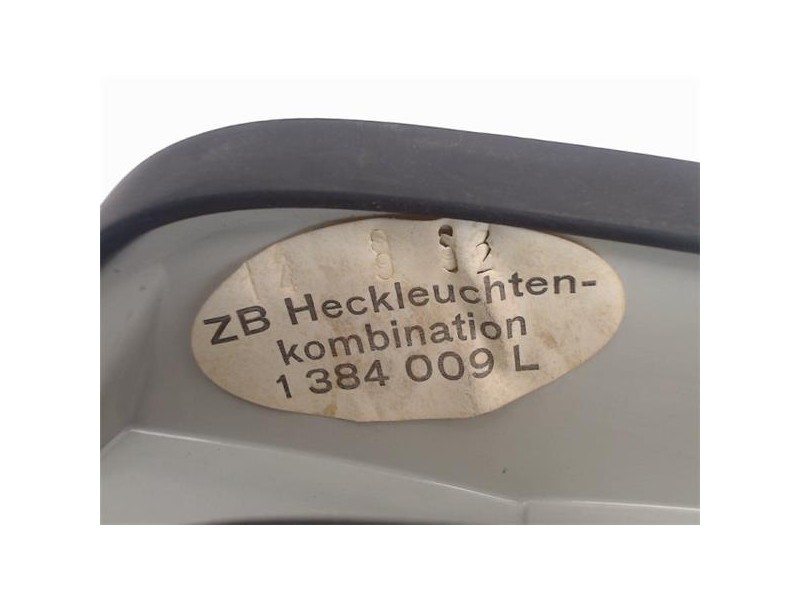 ZB Heckleuchten-
kombination
1 384 009 L